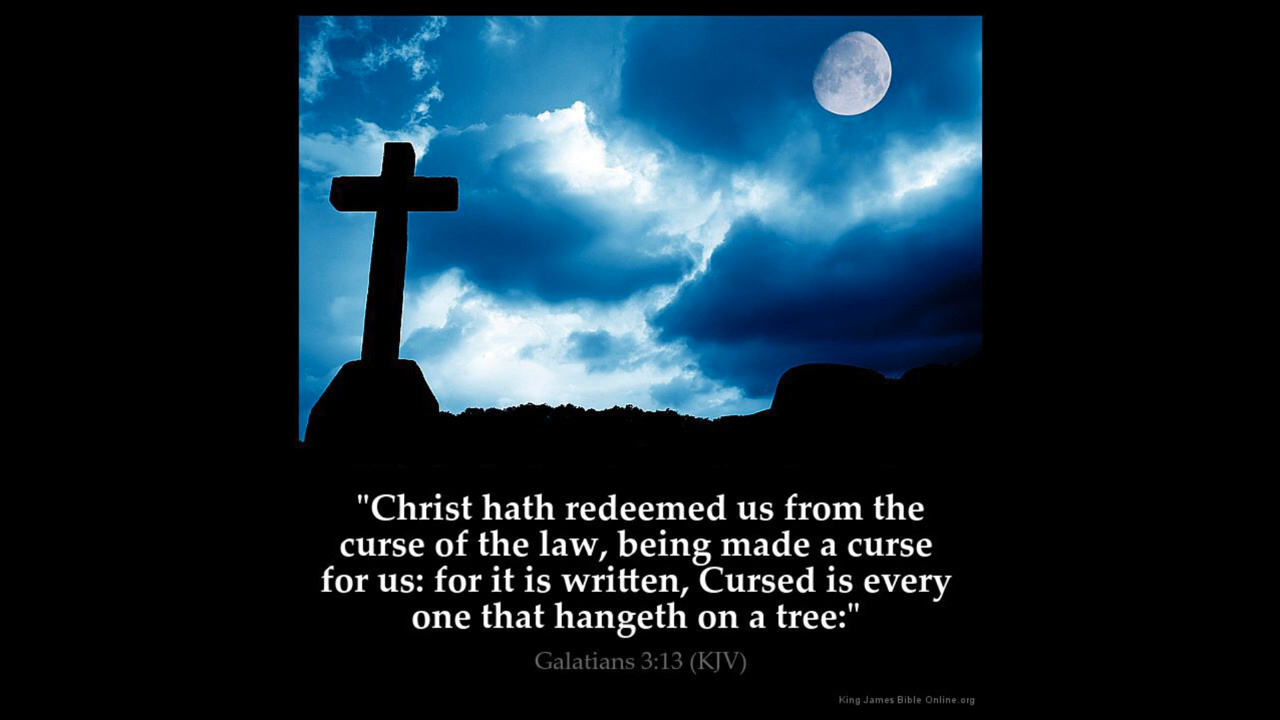 "Christ hath redeemed us from the
curse of the law, being made a curse
for us: for it is written, Cursed is every
one that hangeth on a tree:"
Galatians 3:13 (KJV)
King James Bible Online.org